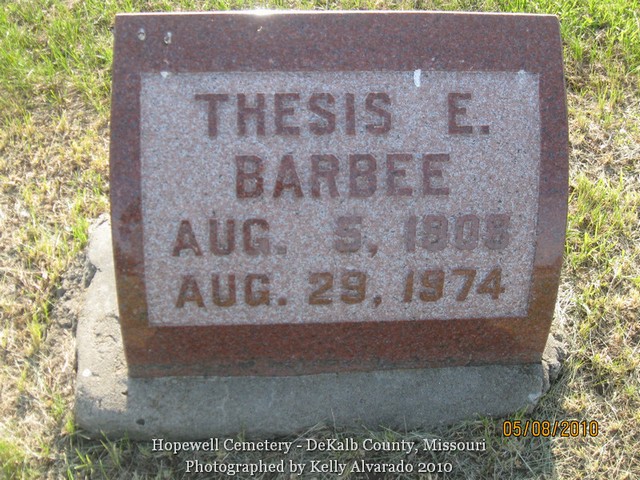 THESIS E.
BARBEE
AUG. 5,
AUG. 29, 1974
05/08/2010
Hopewell Cemetery - DeKalb County, Missouri
Photographed by Kelly Alvarado 2010